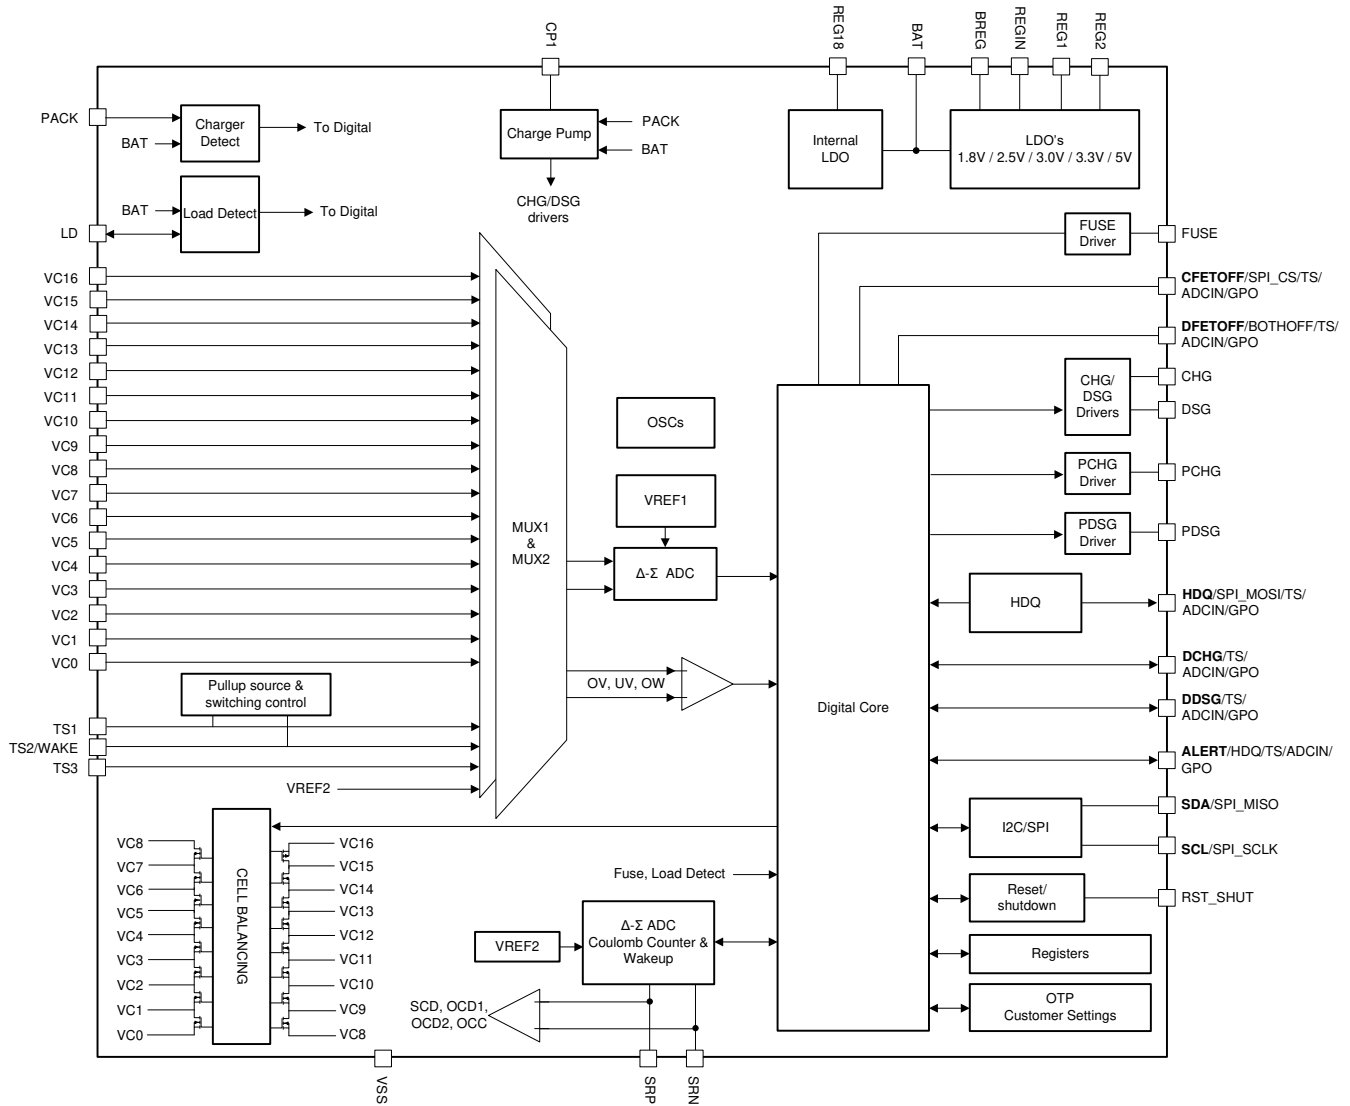 CP1
REG18
BAT
BREG
REGIN
REG1
REG2
PACK
BAT
Charger
Detect
To Digital
Charge Pump
PACK
BAT
CHG/DSG
drivers
Internal
LDO
LDO's
1.8V / 2.5V / 3.0V / 3.3V / 5V
BAT
LD
Load Detect
To Digital
FUSE
Driver
FUSE
CFETOFF/SPI_CS/TS/
ADCIN/GPO
DFETOFF/BOTHOFF/TS/
ADCIN/GPO
VC16
VC15
VC14
VC13
VC12
VC11
VC10
VC9
VC8
VC7
VC6
VC5
VC4
VC3
VC2
VC1
VC0
MUX1
&
MUX2
OSCs
VREF1
Δ-Σ ADC
OV, UV, OW
Digital Core
CHG/
DSG
Drivers
CHG
DSG
PCHG
Driver
PCHG
PDSG
Driver
PDSG
HDQ
HDQ/SPI_MOSI/TS/
ADCIN/GPO
DCHG/TS/
ADCIN/GPO
DDSG/TS/
ADCIN/GPO
ALERT/HDQ/TS/ADCIN/
GPO
I2C/SPI
SDA/SPI_MISO
SCL/SPI_SCLK
Reset/
shutdown
RST_SHUT
Registers
OTP
Customer Settings
Pullup source &
switching control
TS1
TS2/WAKE
TS3
VREF2
VC8
VC7
VC6
VC5
VC4
VC3
VC2
VC1
VC0
CELL BALANCING
VC16
VC15
VC14
VC13
VC12
VC11
VC10
VC9
VC8
Fuse, Load Detect
VREF2
Δ-Σ ADC
Coulomb Counter &
Wakeup
SCD, OCD1,
OCD2, OCC
VSS
SRP
SRN